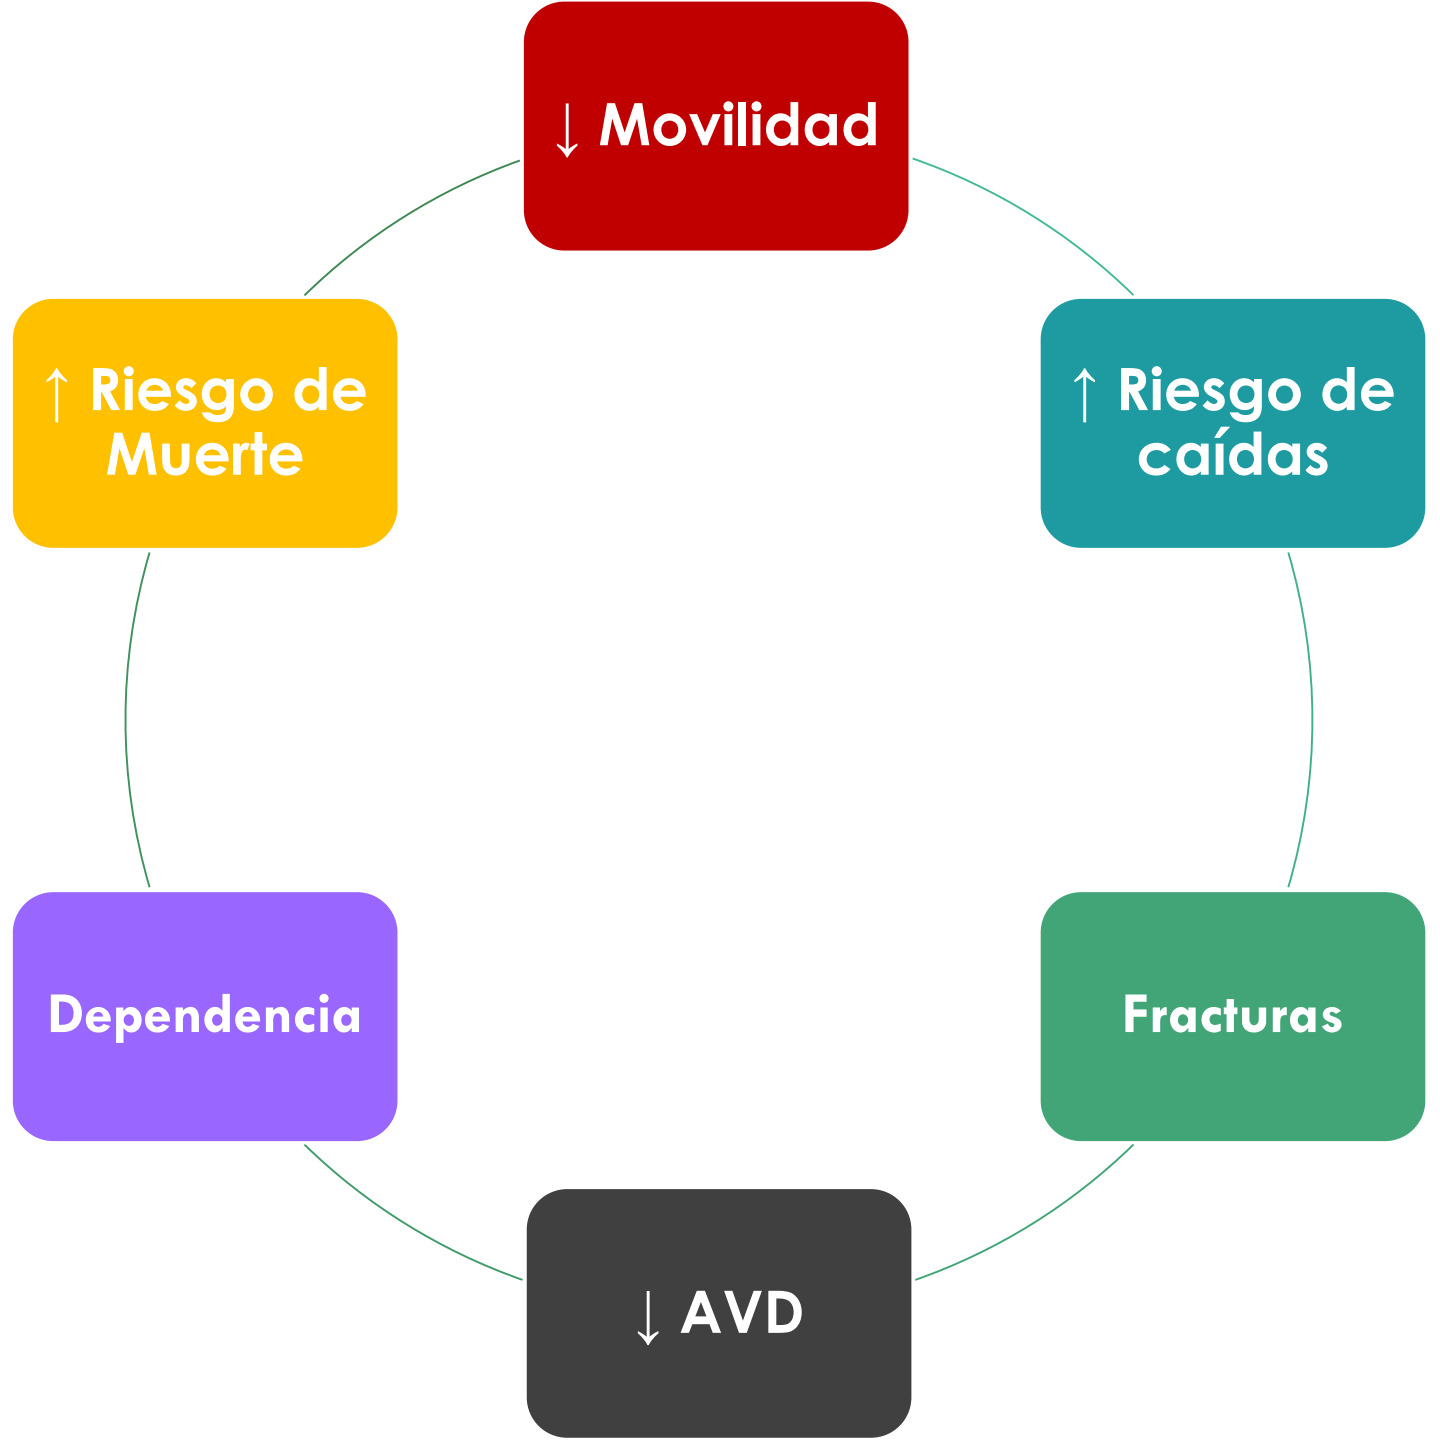 ↓ Movilidad
↑ Riesgo de
caídas
Fracturas
↓ AVD
Dependencia
↑ Riesgo de
Muerte